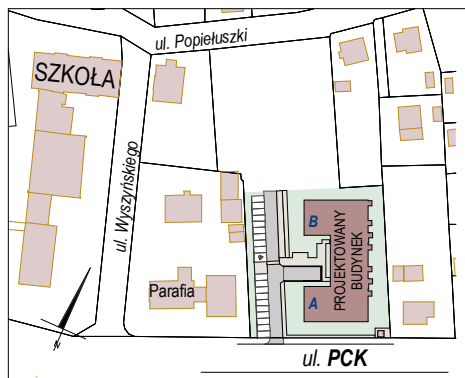 ul. Popiełuszki
SZKOŁA
ul. Wyszyńskiego
B
PROJEKTOWANY
BUDYNEK
A
Parafia
N
ul. PCK